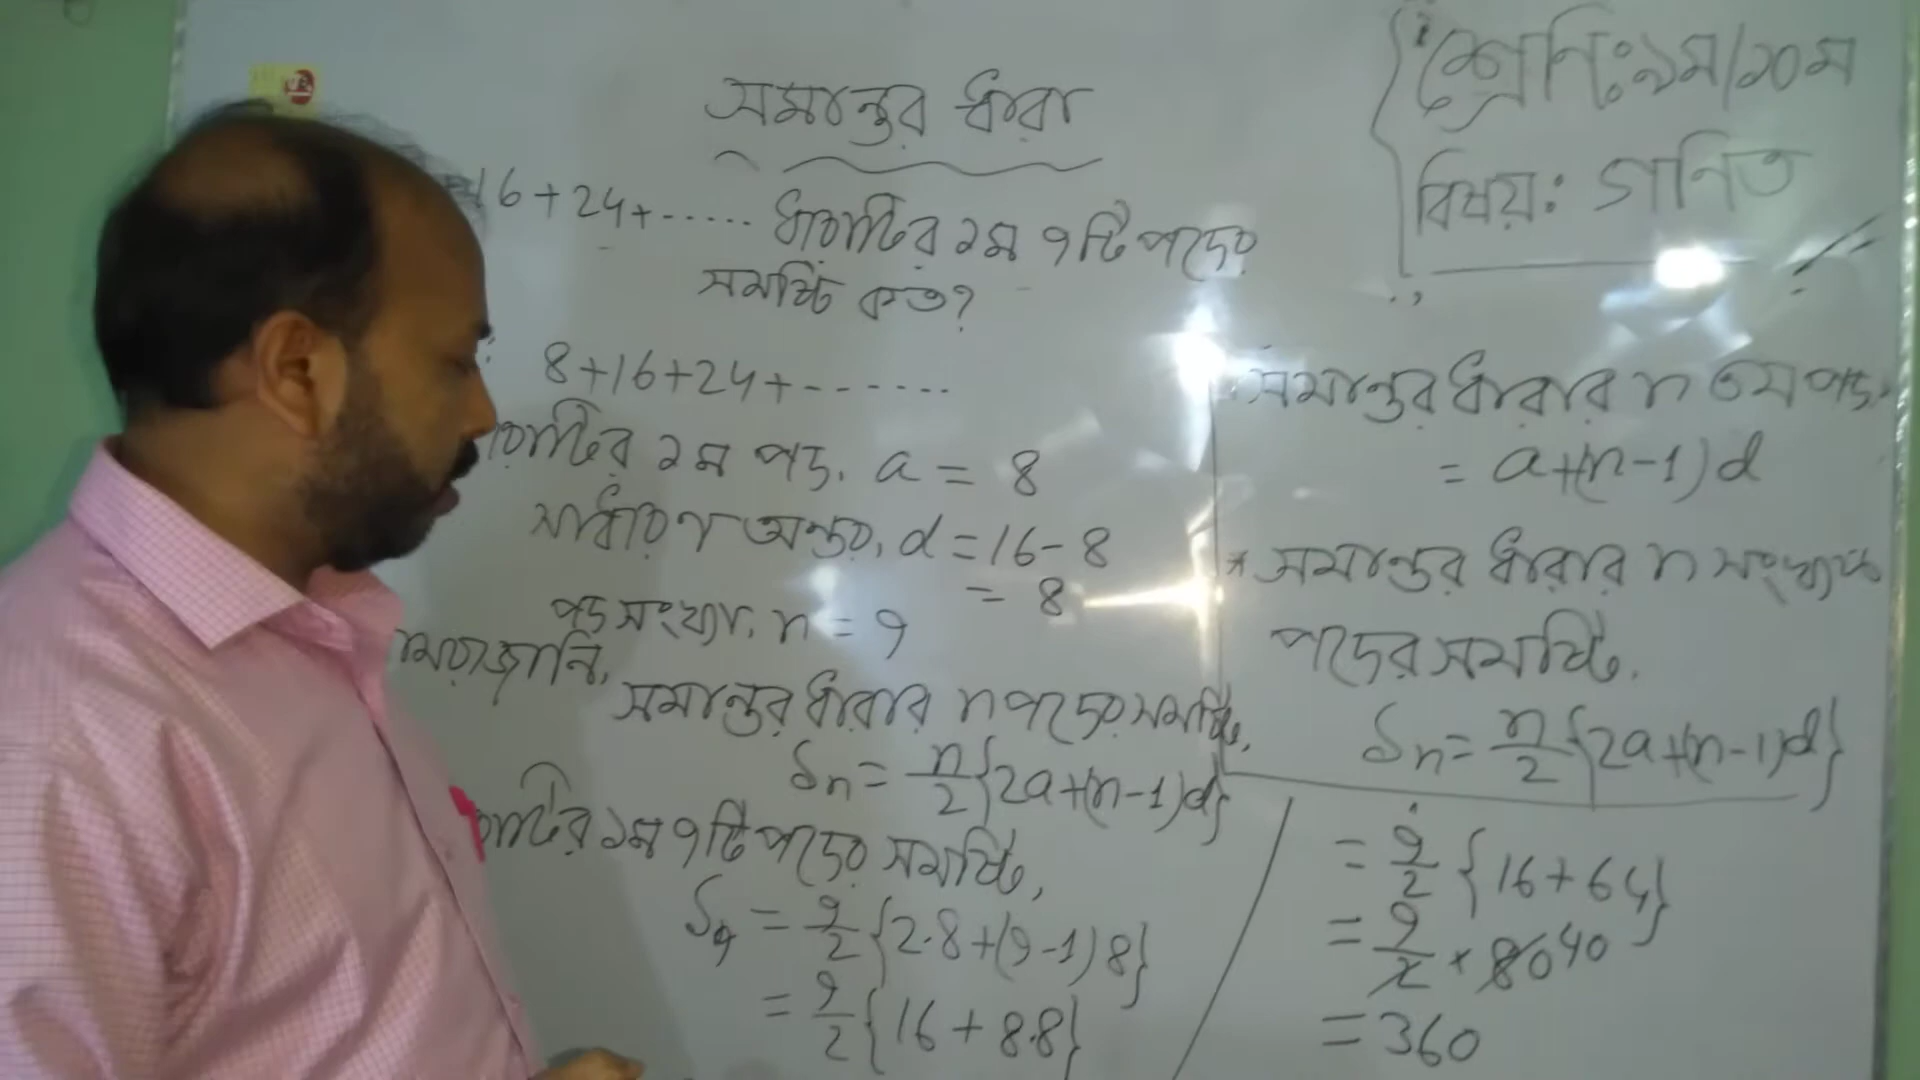 সমান্তর ধারা
16+24+..... ধারাটির ১ম ৭টি পদের
সমষ্টি কত?
8+16+24+------
রাটির ১ম পদ, a = 8
সাধারণ অন্তর, d = 16-8
= 8
পদ সংখ্যা, n = 9
মরা জানি,
সমান্তর ধারার n পদের সমষ্টি,
Sn = n/2{2a+(n-1)d}
রাটির ১ম ৭টি পদের সমষ্টি,
S9 = 9/2{2.8+(9-1)8}
= 9/2{16+8.8}
শ্রেণি: ৯ম/১০ম
বিষয়: গনিত
সমান্তর ধারার n তম পদ.
= a+(n-1)d
* সমান্তর ধারার n সংখ্যক
পদের সমষ্টি.
Sn = n/2{2a+(n-1)d}
= 9/2{16+64}
= 9/2 × 80 40
= 360